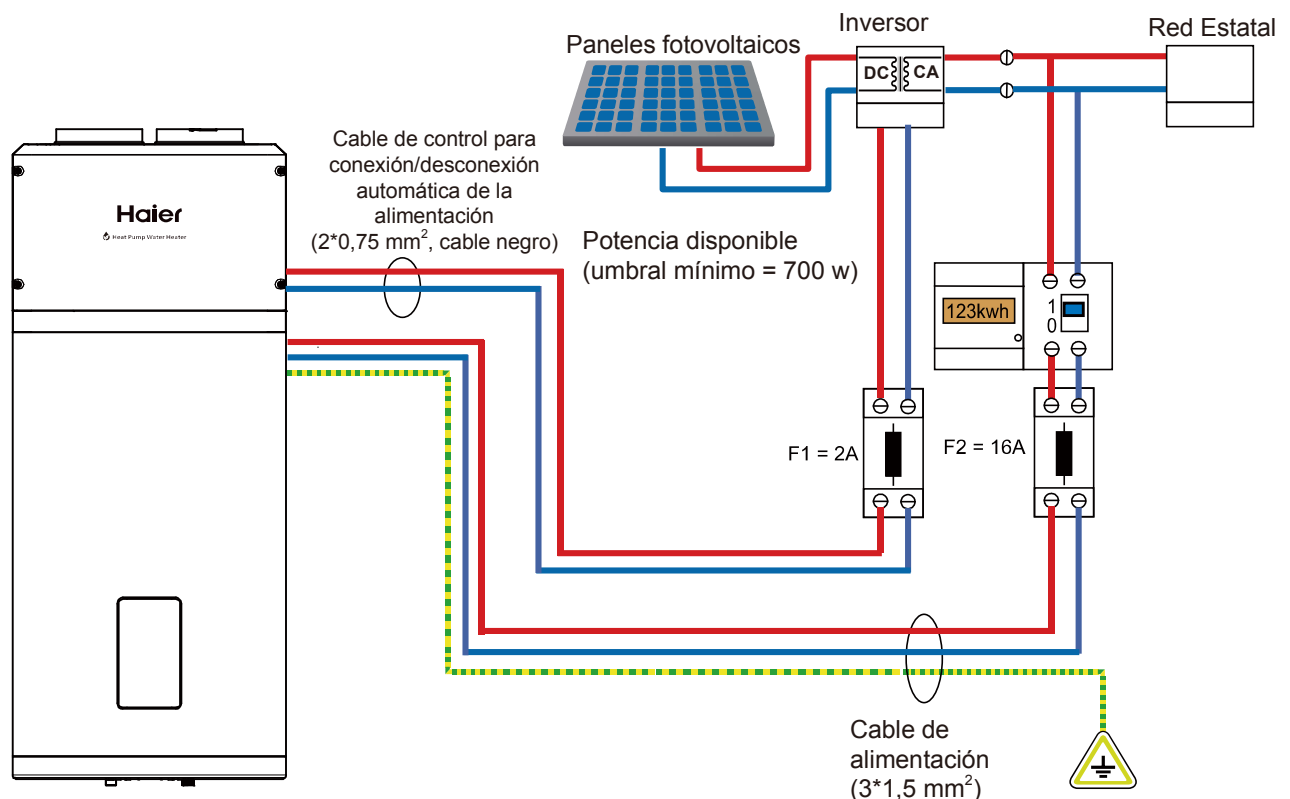 Inversor
Red Estatal
Paneles fotovoltaicos
DC
CA
Cable de control para
conexión/desconexión
automática de la
alimentación
(2*0,75 mm², cable negro)
Haier
Heat Pump Water Heater
Potencia disponible
(umbral mínimo = 700 w)
123kwh
1
0
F1 = 2A
F2 = 16A
Cable de
alimentación
(3*1,5 mm²)